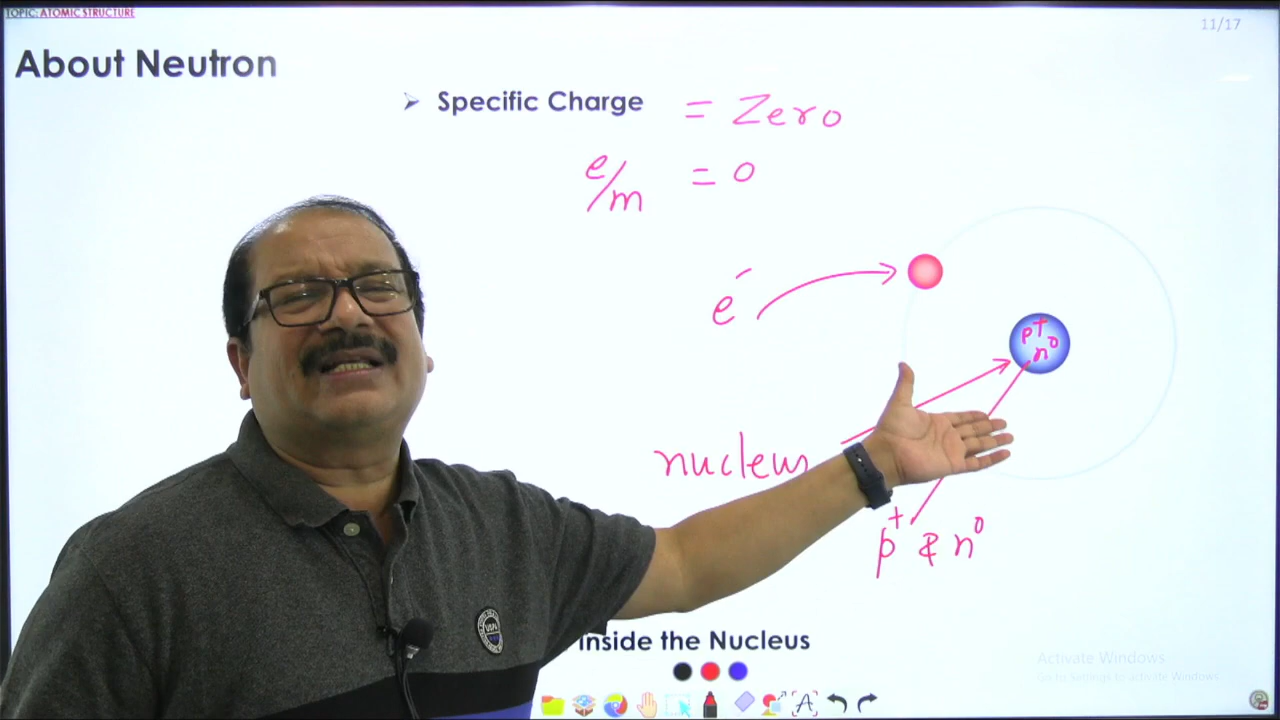 TOPIC: ATOMIC STRUCTURE
11/17
About Neutron
➢ Specific Charge = Zero
e/m = 0
e⁻
p⁺
n⁰
nucleus
p⁺ & n⁰
USPA
Inside the Nucleus
Activate Windows
Go to Settings to activate Windows.
A